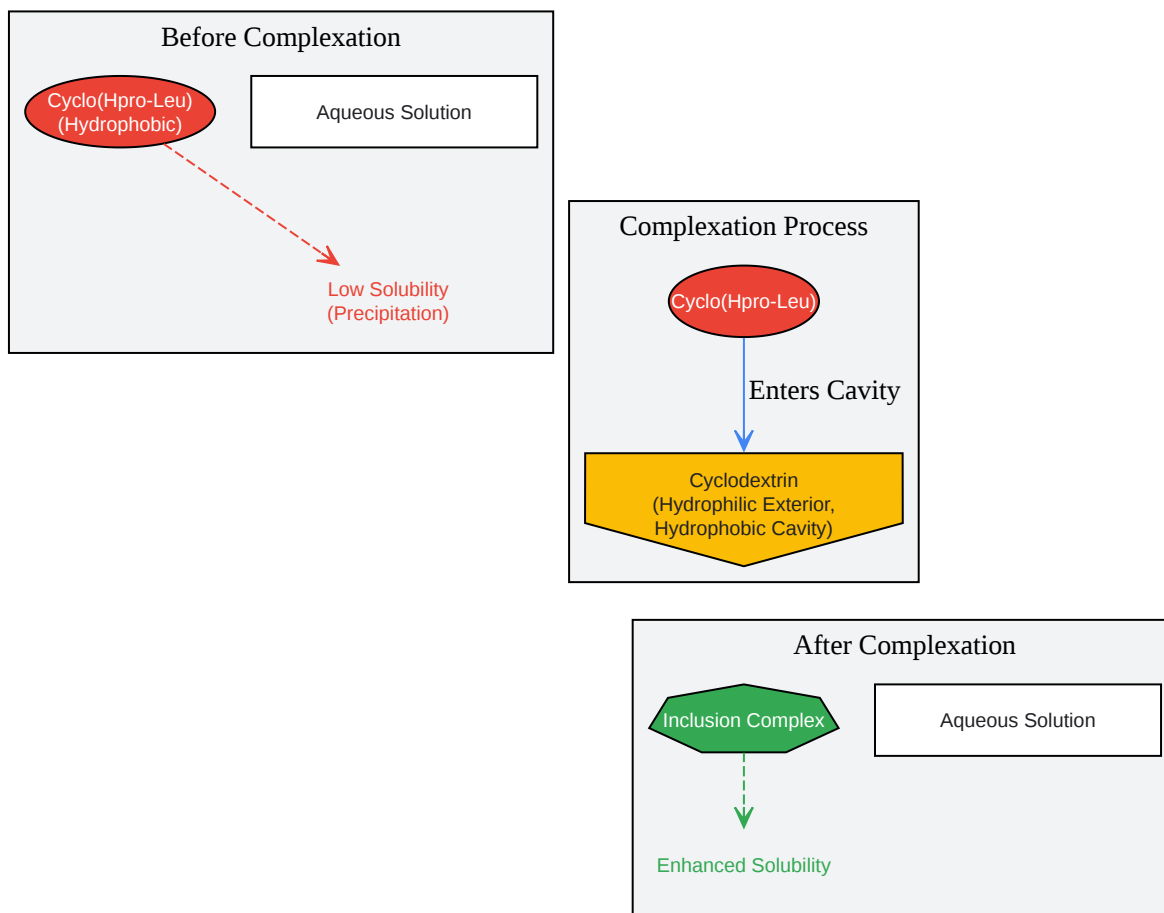 Before Complexation
Cyclo(Hpro-Leu)
(Hydrophobic)
Aqueous Solution
Low Solubility
(Precipitation)
Complexation Process
Cyclo(Hpro-Leu)
Enters Cavity
Cyclodextrin
(Hydrophilic Exterior,
Hydrophobic Cavity)
After Complexation
Inclusion Complex
Aqueous Solution
Enhanced Solubility